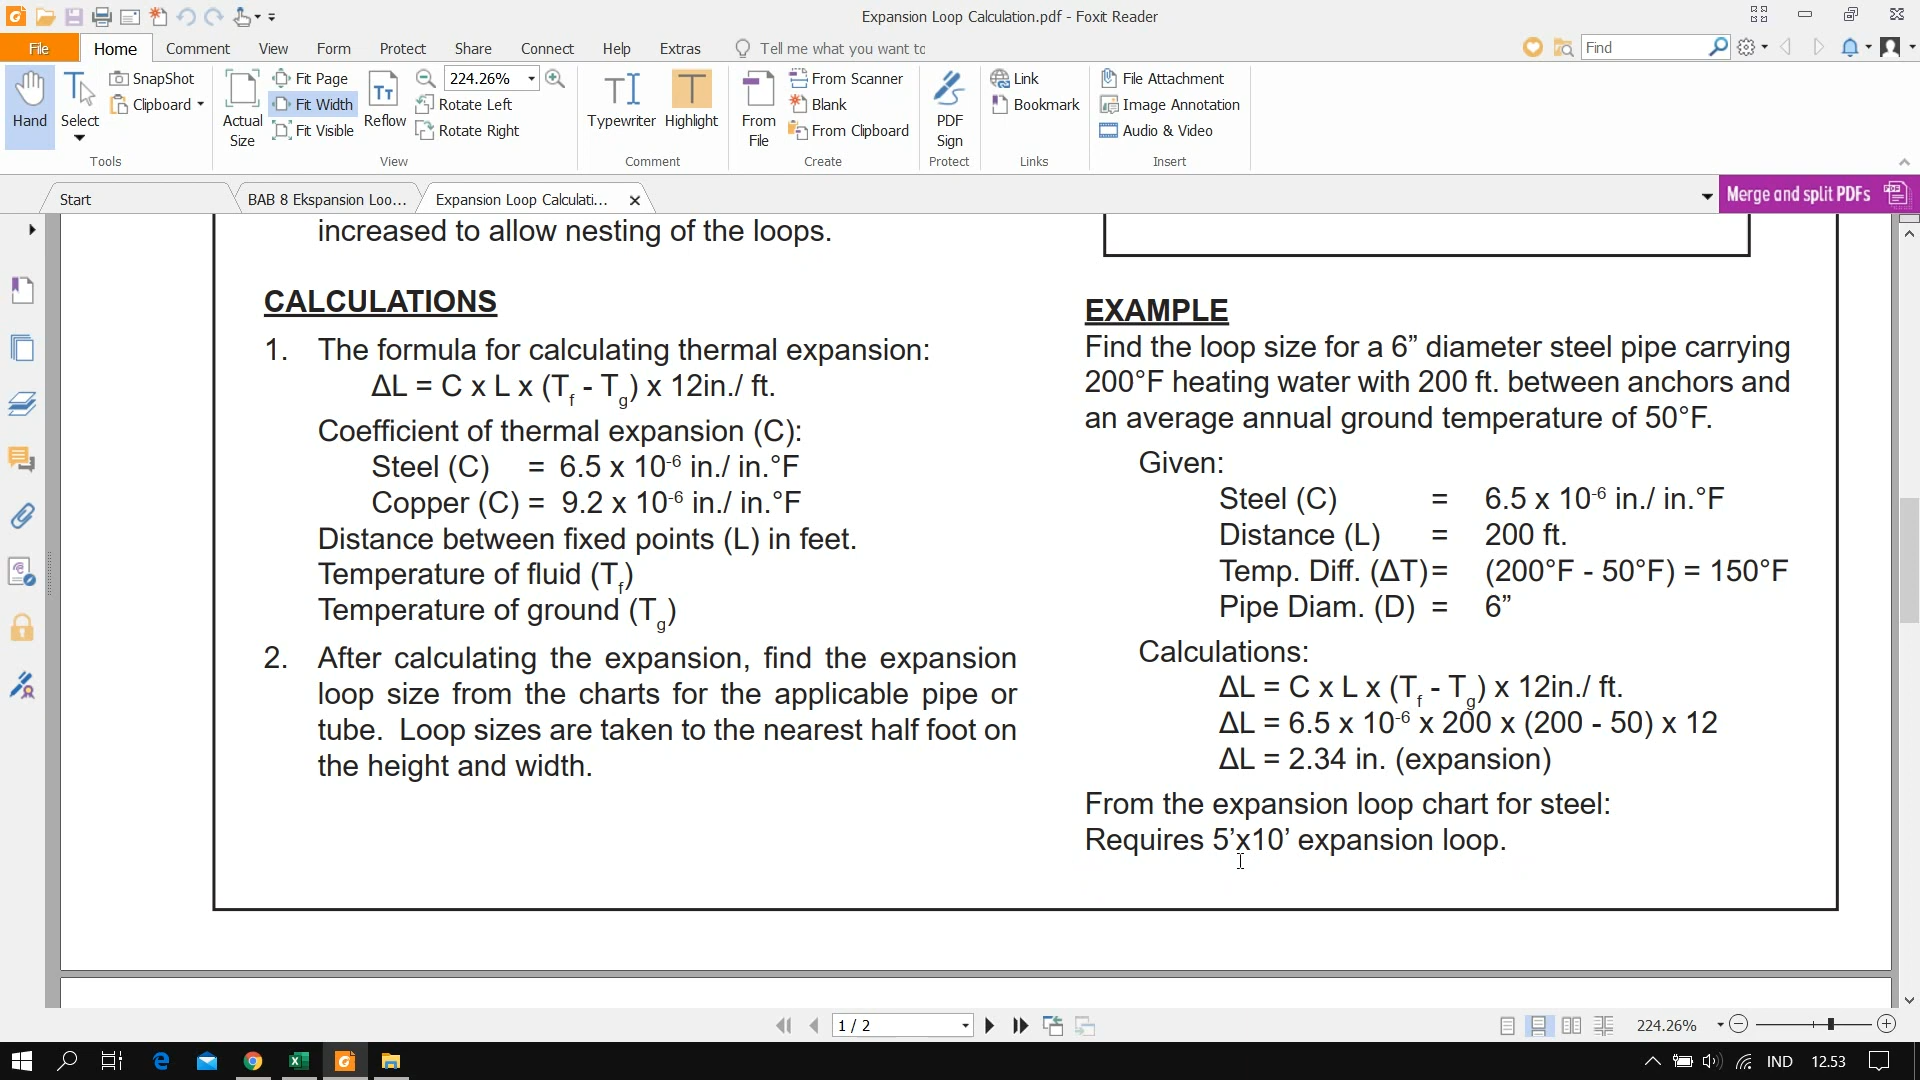 Expansion Loop Calculation.pdf - Foxit Reader
File
Home
Comment
View
Form
Protect
Share
Connect
Help
Extras
Tell me what you want to
Find
Hand
Select
SnapShot
Clipboard
Tools
Actual
Size
Fit Page
Fit Width
Fit Visible
Reflow
224.26%
Rotate Left
Rotate Right
View
Typewriter
Highlight
Comment
From
File
From Scanner
Blank
From Clipboard
Create
PDF
Sign
Protect
Link
Bookmark
Links
File Attachment
Image Annotation
Audio & Video
Insert
Start
BAB 8 Ekspansion Loo...
Expansion Loop Calculati...
Merge and split PDFs
increased to allow nesting of the loops.
CALCULATIONS
1. The formula for calculating thermal expansion:
ΔL = C x L x (Tf - Tg) x 12in./ ft.
Coefficient of thermal expansion (C):
Steel (C) = 6.5 x 10-6 in./ in.°F
Copper (C) = 9.2 x 10-6 in./ in.°F
Distance between fixed points (L) in feet.
Temperature of fluid (Tf)
Temperature of ground (Tg)
2. After calculating the expansion, find the expansion
loop size from the charts for the applicable pipe or
tube. Loop sizes are taken to the nearest half foot on
the height and width.
EXAMPLE
Find the loop size for a 6” diameter steel pipe carrying
200°F heating water with 200 ft. between anchors and
an average annual ground temperature of 50°F.
Given:
Steel (C) = 6.5 x 10-6 in./ in.°F
Distance (L) = 200 ft.
Temp. Diff. (ΔT)= (200°F - 50°F) = 150°F
Pipe Diam. (D) = 6”
Calculations:
ΔL = C x L x (Tf - Tg) x 12in./ ft.
ΔL = 6.5 x 10-6 x 200 x (200 - 50) x 12
ΔL = 2.34 in. (expansion)
From the expansion loop chart for steel:
Requires 5’x10’ expansion loop.
1 / 2
224.26%
IND
12.53